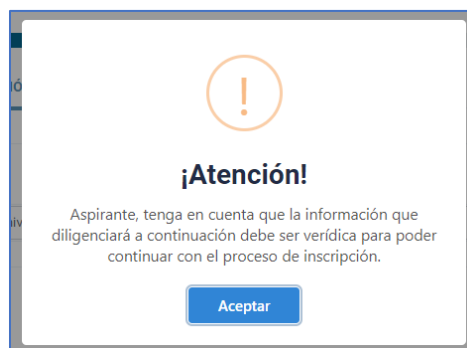 ¡Atención!
Aspirante, tenga en cuenta que la información que
diligenciará a continuación debe ser verídica para poder
continuar con el proceso de inscripción.
Aceptar